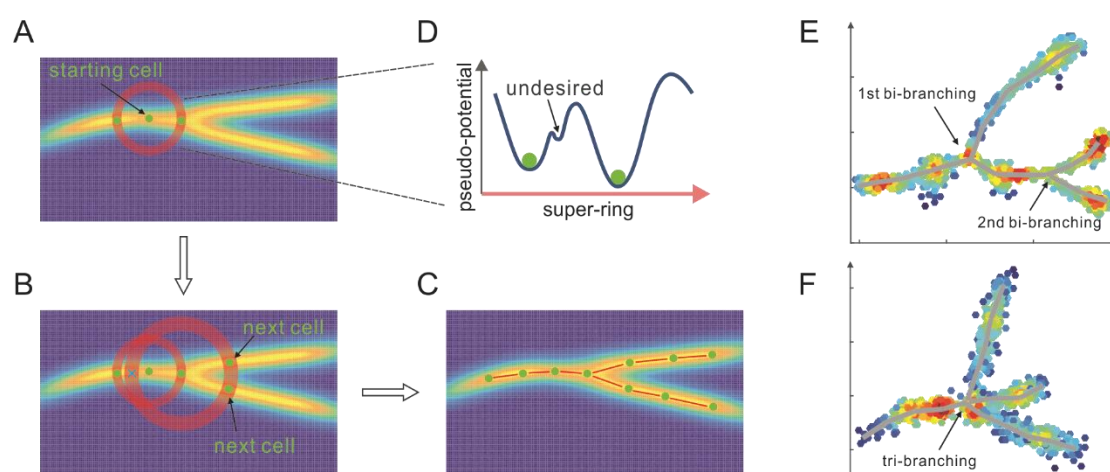 A
starting cell
D
pseudo-potential
undesired
super-ring
E
1st bi-branching
2nd bi-branching
B
next cell
next cell
C
F
tri-branching